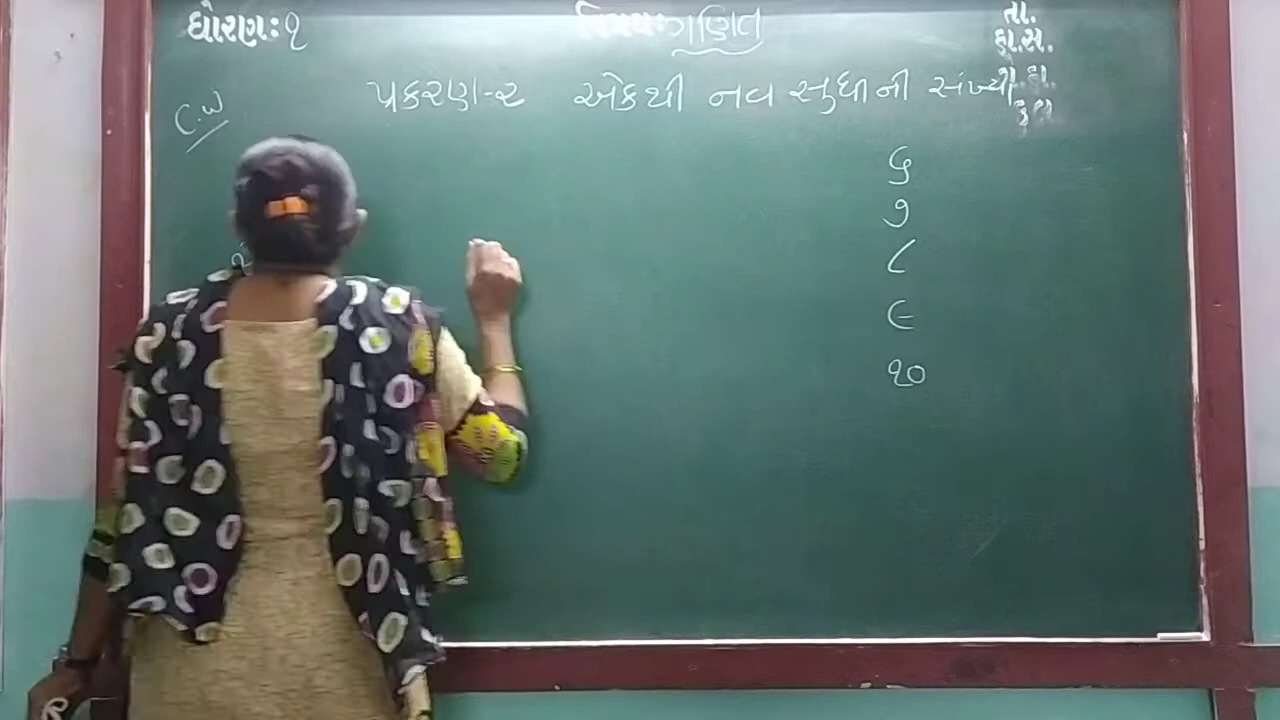 ધોરણ: ૧
વિષય: ગણિત
તા.
હા.સ.
ગે.હા.
કુલ
C.W
પ્રકરણ-૨ એકથી નવ સુધીની સંખ્યા
૬
૭
૮
૯
૧૦